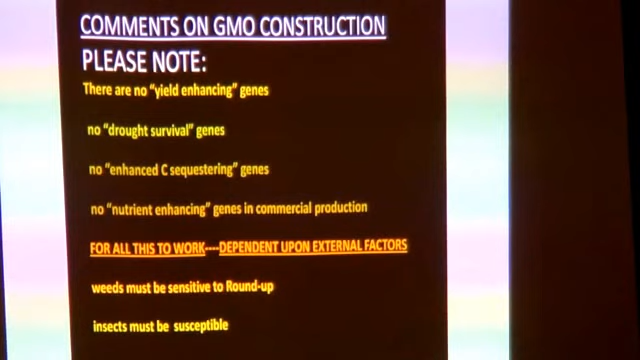 COMMENTS ON GMO CONSTRUCTION
PLEASE NOTE:
There are no "yield enhancing" genes
no "drought survival" genes
no "enhanced C sequestering" genes
no "nutrient enhancing" genes in commercial production
FOR ALL THIS TO WORK----DEPENDENT UPON EXTERNAL FACTORS
weeds must be sensitive to Round-up
insects must be susceptible